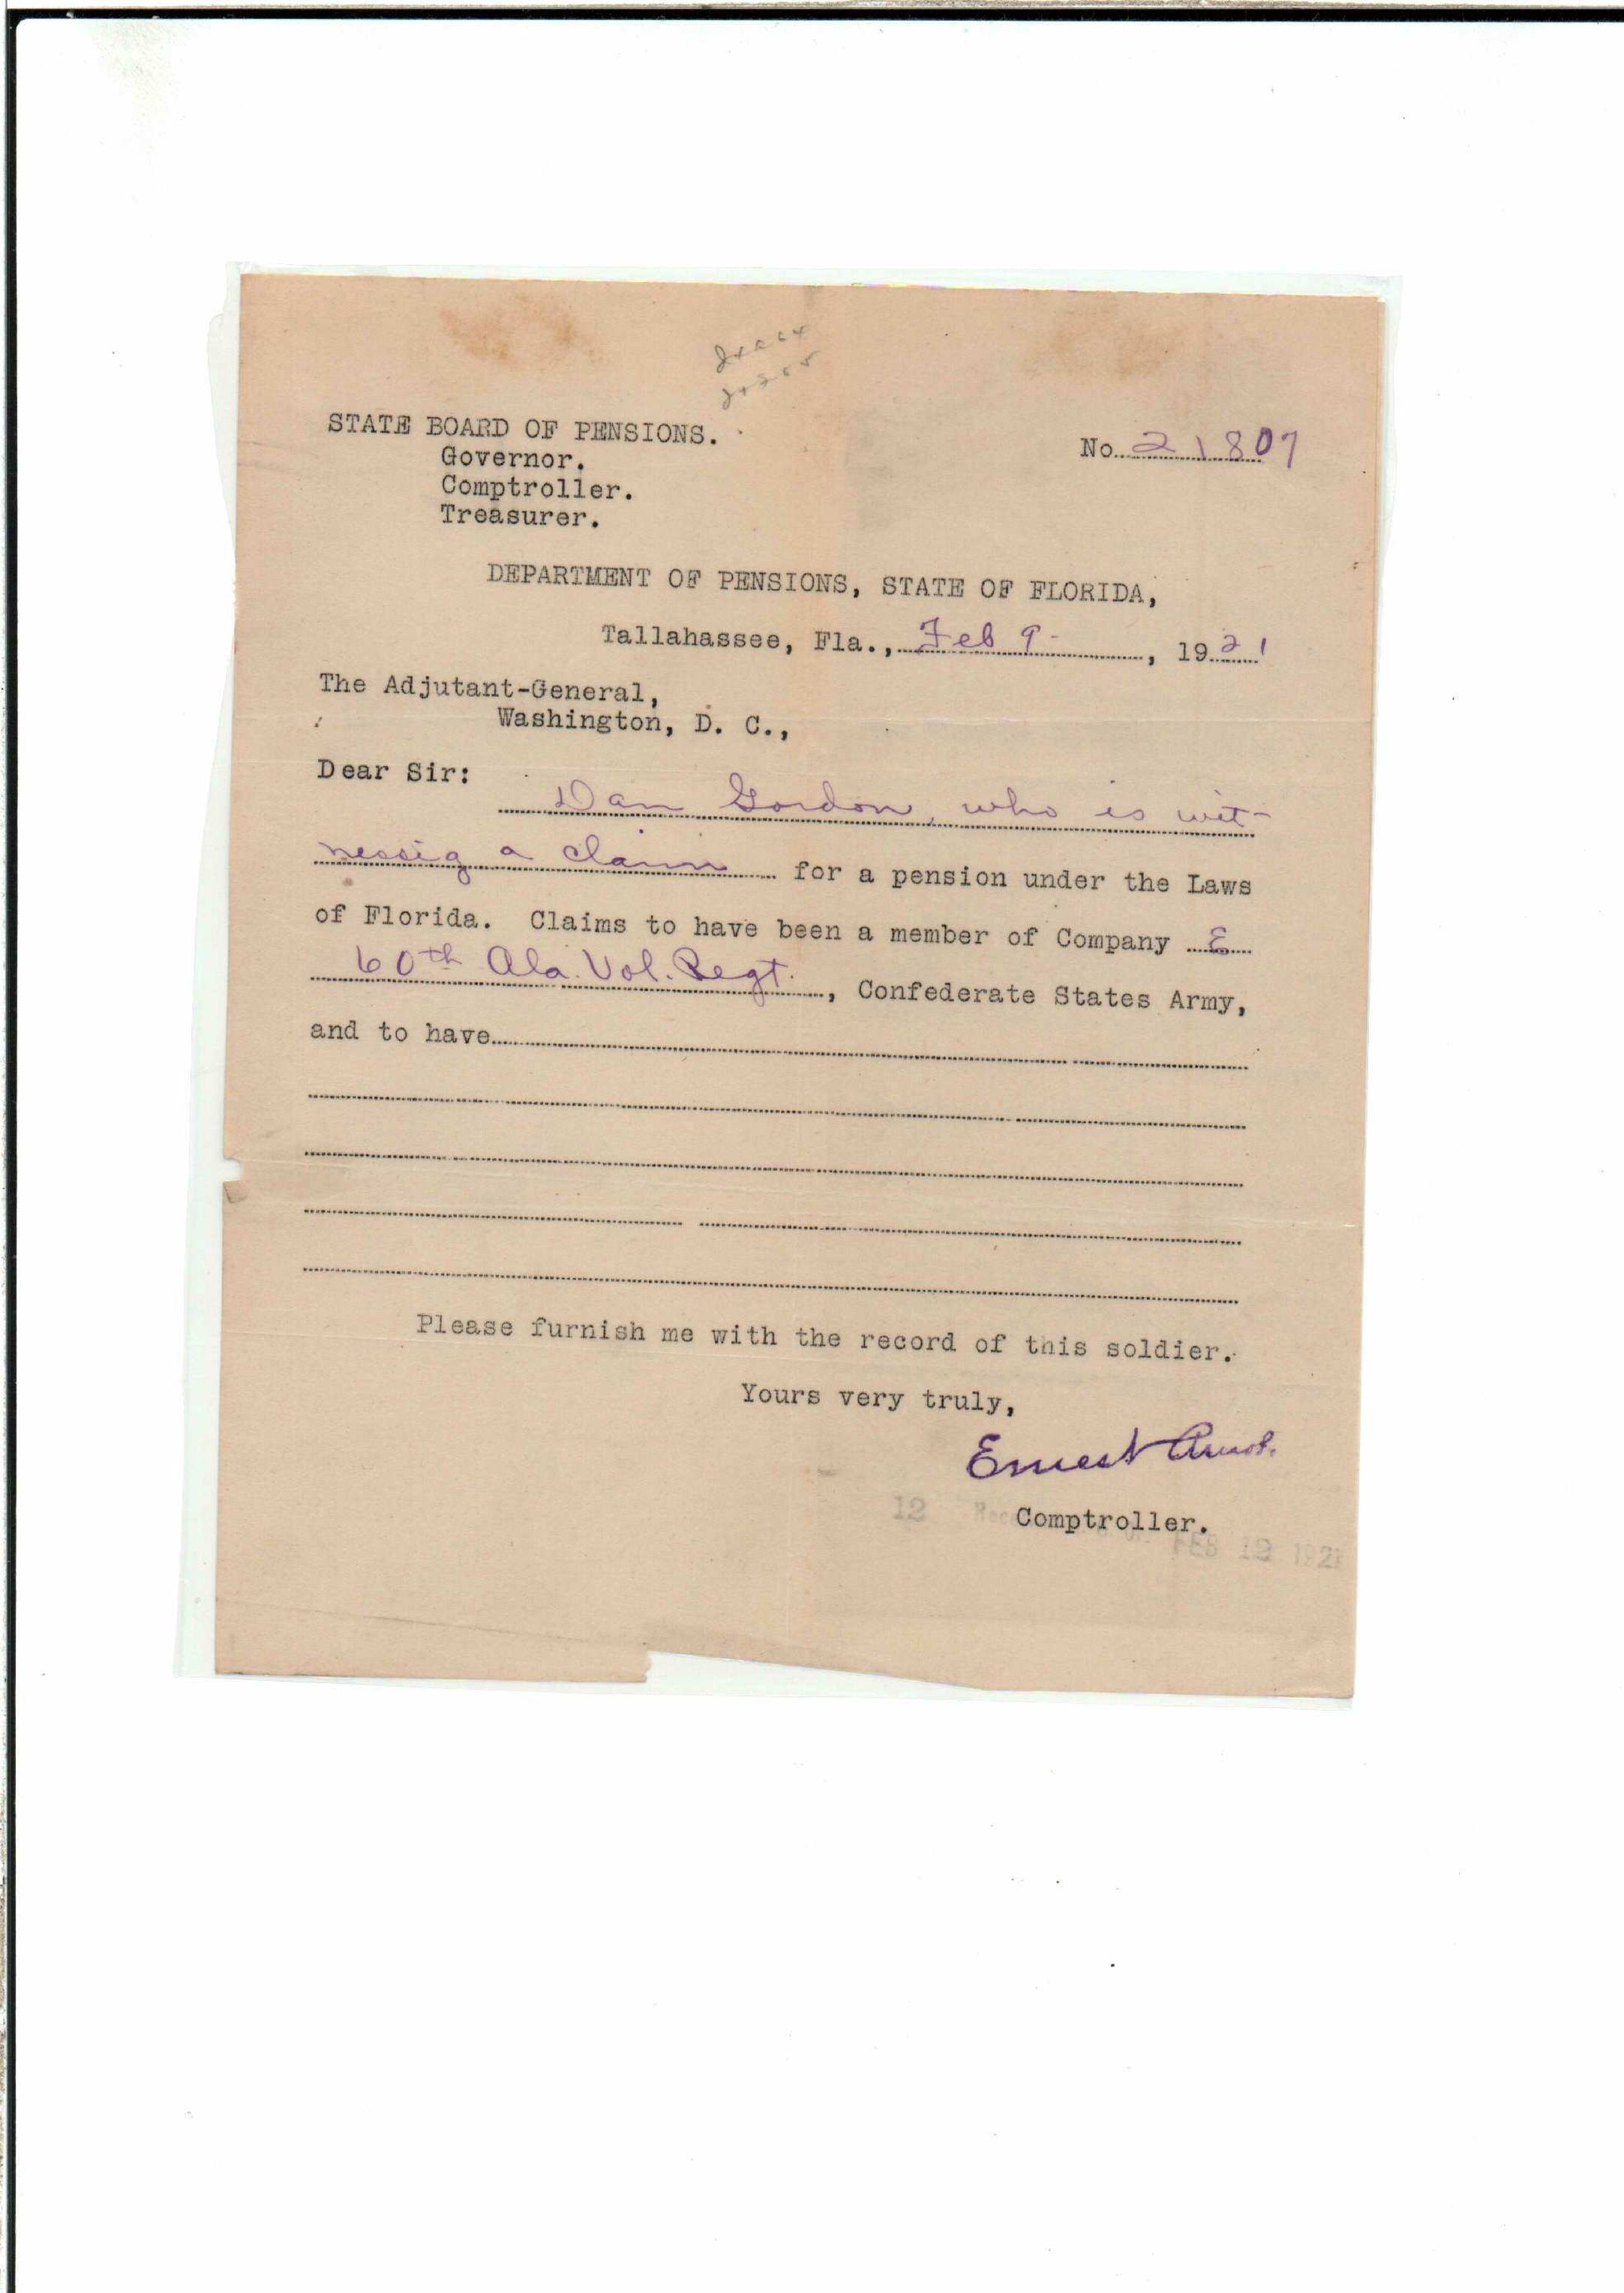 STATE BOARD OF PENSIONS.
No. 21807
Governor.
Comptroller.
Treasurer.
DEPARTMENT OF PENSIONS, STATE OF FLORIDA,
Tallahassee, Fla., Feb 9- , 1921
The Adjutant-General,
Washington, D. C.,
Dear Sir:
Dan Gordon, who is wit-
nessig a claim for a pension under the Laws
of Florida. Claims to have been a member of Company E
60th Ala. Vol. Regt. , Confederate States Army,
and to have
Please furnish me with the record of this soldier.
Yours very truly,
Ernest Amos.
Comptroller.
12 FEB 12 1921